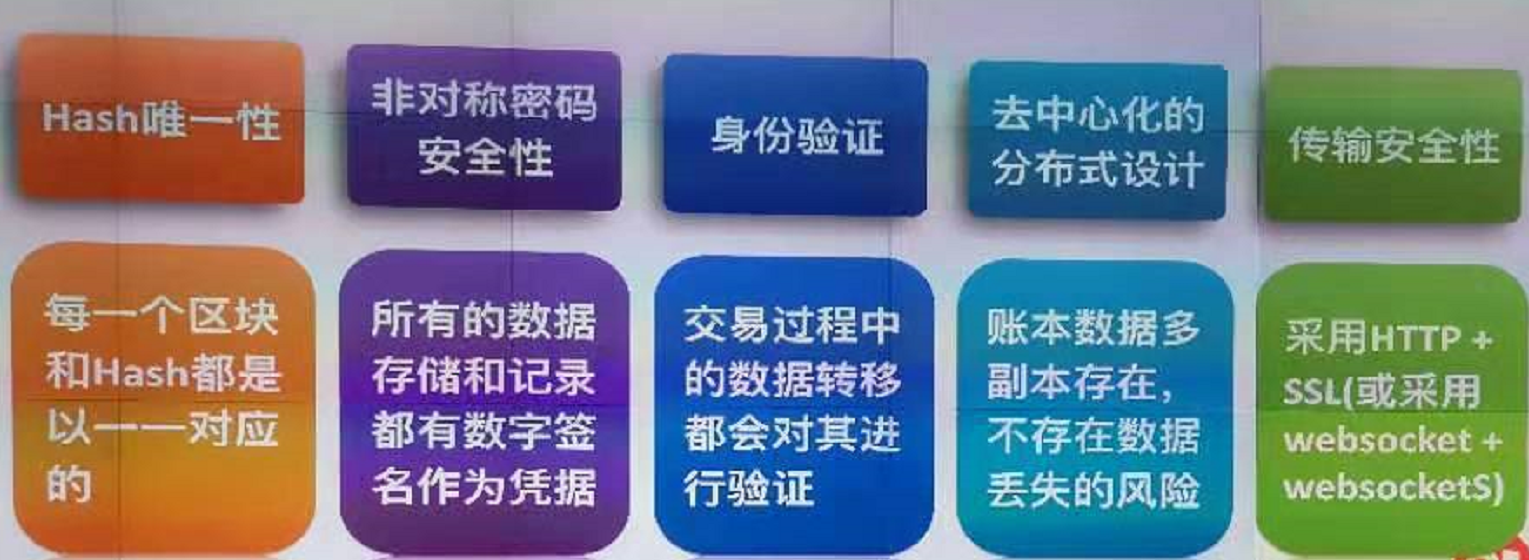 Hash唯一性
非对称密码
安全性
身份验证
去中心化的
分布式设计
传输安全性
每一个区块
和Hash都是
以一一对应
的
所有的数据
存储和记录
都有数字签
名作为凭据
交易过程中
的数据转移
都会对其进
行验证
账本数据多
副本存在，
不存在数据
丢失的风险
采用HTTP +
SSL(或采用
websocket +
websocketS)